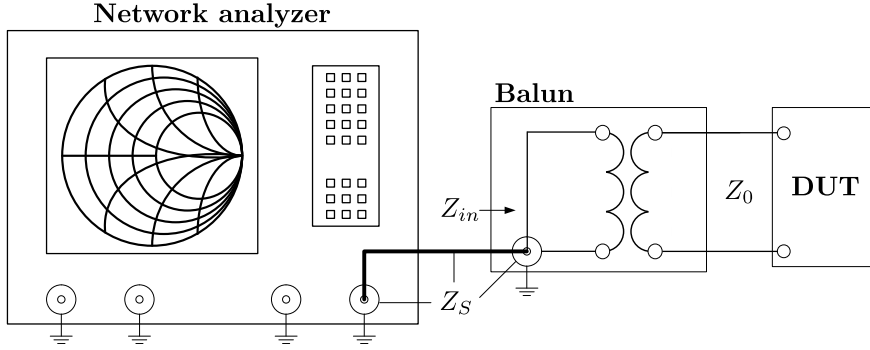 Network analyzer
Balun
Z_in
Z_0
DUT
Z_S